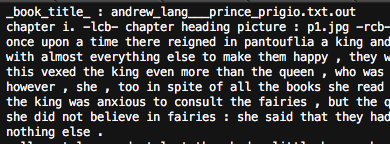 _book_title_ : andrew_lang___prince_prigio.txt.out
chapter i. -lcb- chapter heading picture : p1.jpg -rcb-
once upon a time there reigned in pantouflia a king and
with almost everything else to make them happy , they w
this vexed the king even more than the queen , who was
however , she , too in spite of all the books she read
the king was anxious to consult the fairies , but the q
she did not believe in fairies : she said that they had
nothing else .